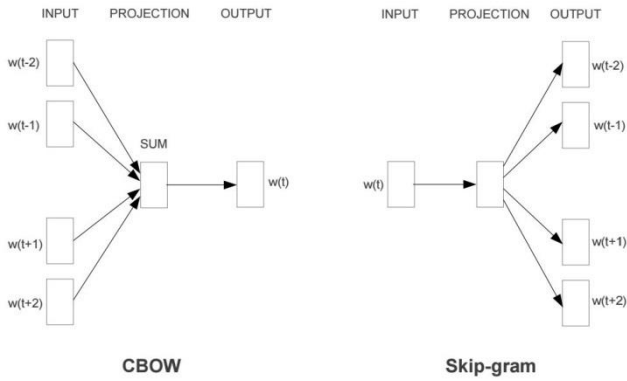 INPUT PROJECTION OUTPUT
w(t-2)
w(t-1)
SUM
w(t)
w(t+1)
w(t+2)
CBOW
INPUT PROJECTION OUTPUT
w(t-2)
w(t-1)
w(t)
w(t+1)
w(t+2)
Skip-gram